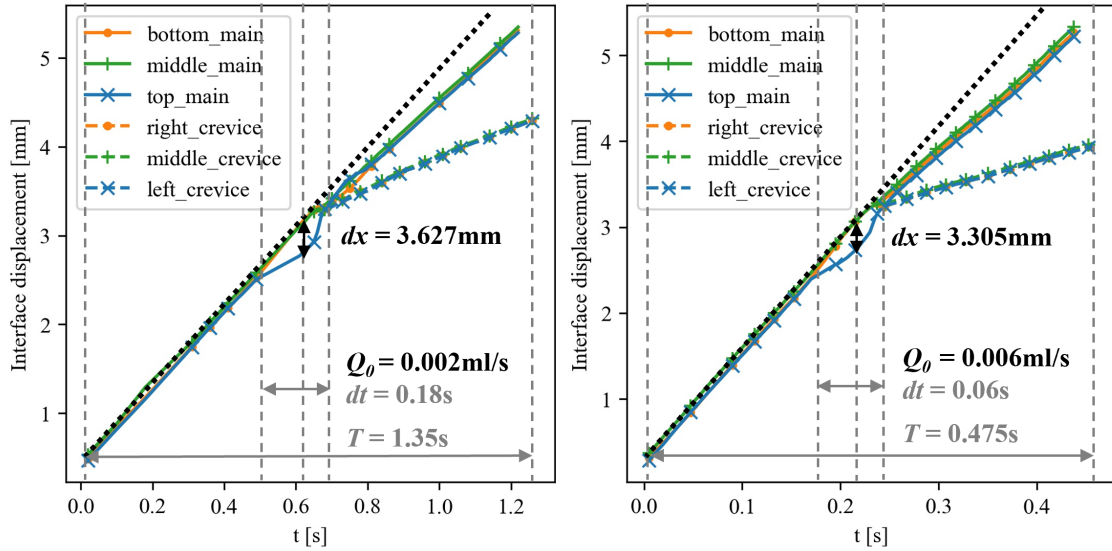 Interface displacement [mm]
5
4
3
2
1
bottom_main
middle_main
top_main
right_crevice
middle_crevice
left_crevice
dx = 3.627mm
Q0 = 0.002ml/s
dt = 0.18s
T = 1.35s
0.0 0.2 0.4 0.6 0.8 1.0 1.2
t [s]
Interface displacement [mm]
5
4
3
2
1
bottom_main
middle_main
top_main
right_crevice
middle_crevice
left_crevice
dx = 3.305mm
Q0 = 0.006ml/s
dt = 0.06s
T = 0.475s
0.0 0.1 0.2 0.3 0.4
t [s]